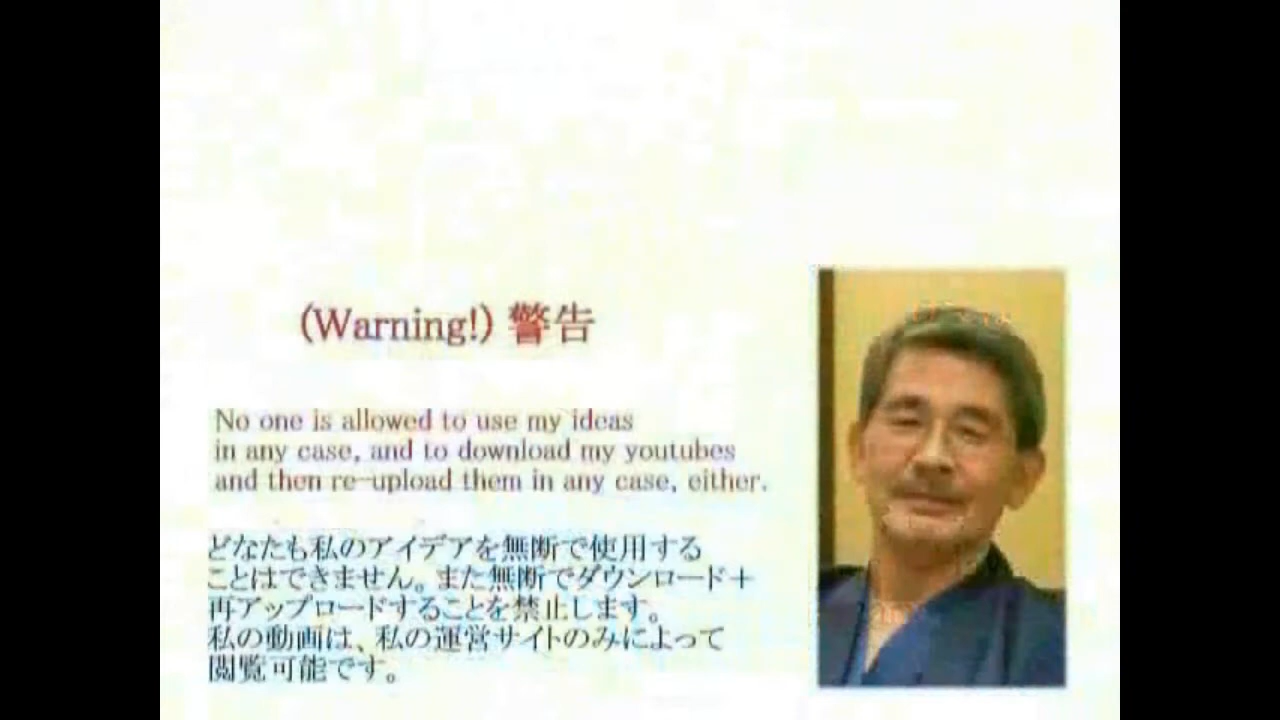 (Warning!) 警告
No one is allowed to use my ideas
in any case, and to download my youtubes
and then re-upload them in any case, either.
どなたも私のアイデアを無断で使用する
ことはできません。また無断でダウンロード＋
再アップロードすることを禁止します。
私の動画は、私の運営サイトのみによって
閲覧可能です。